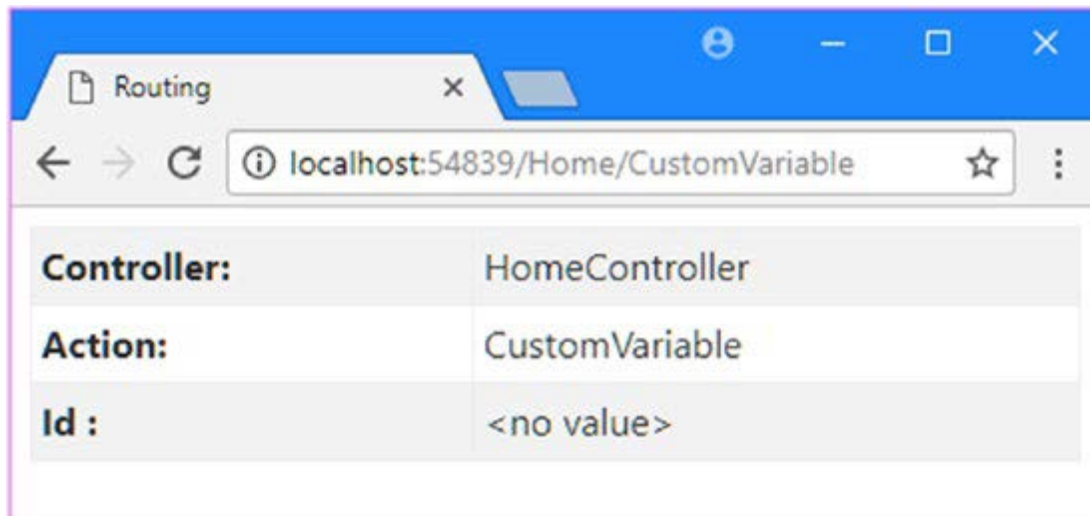 Routing
localhost:54839/Home/CustomVariable
Controller: HomeController
Action: CustomVariable
Id : <no value>